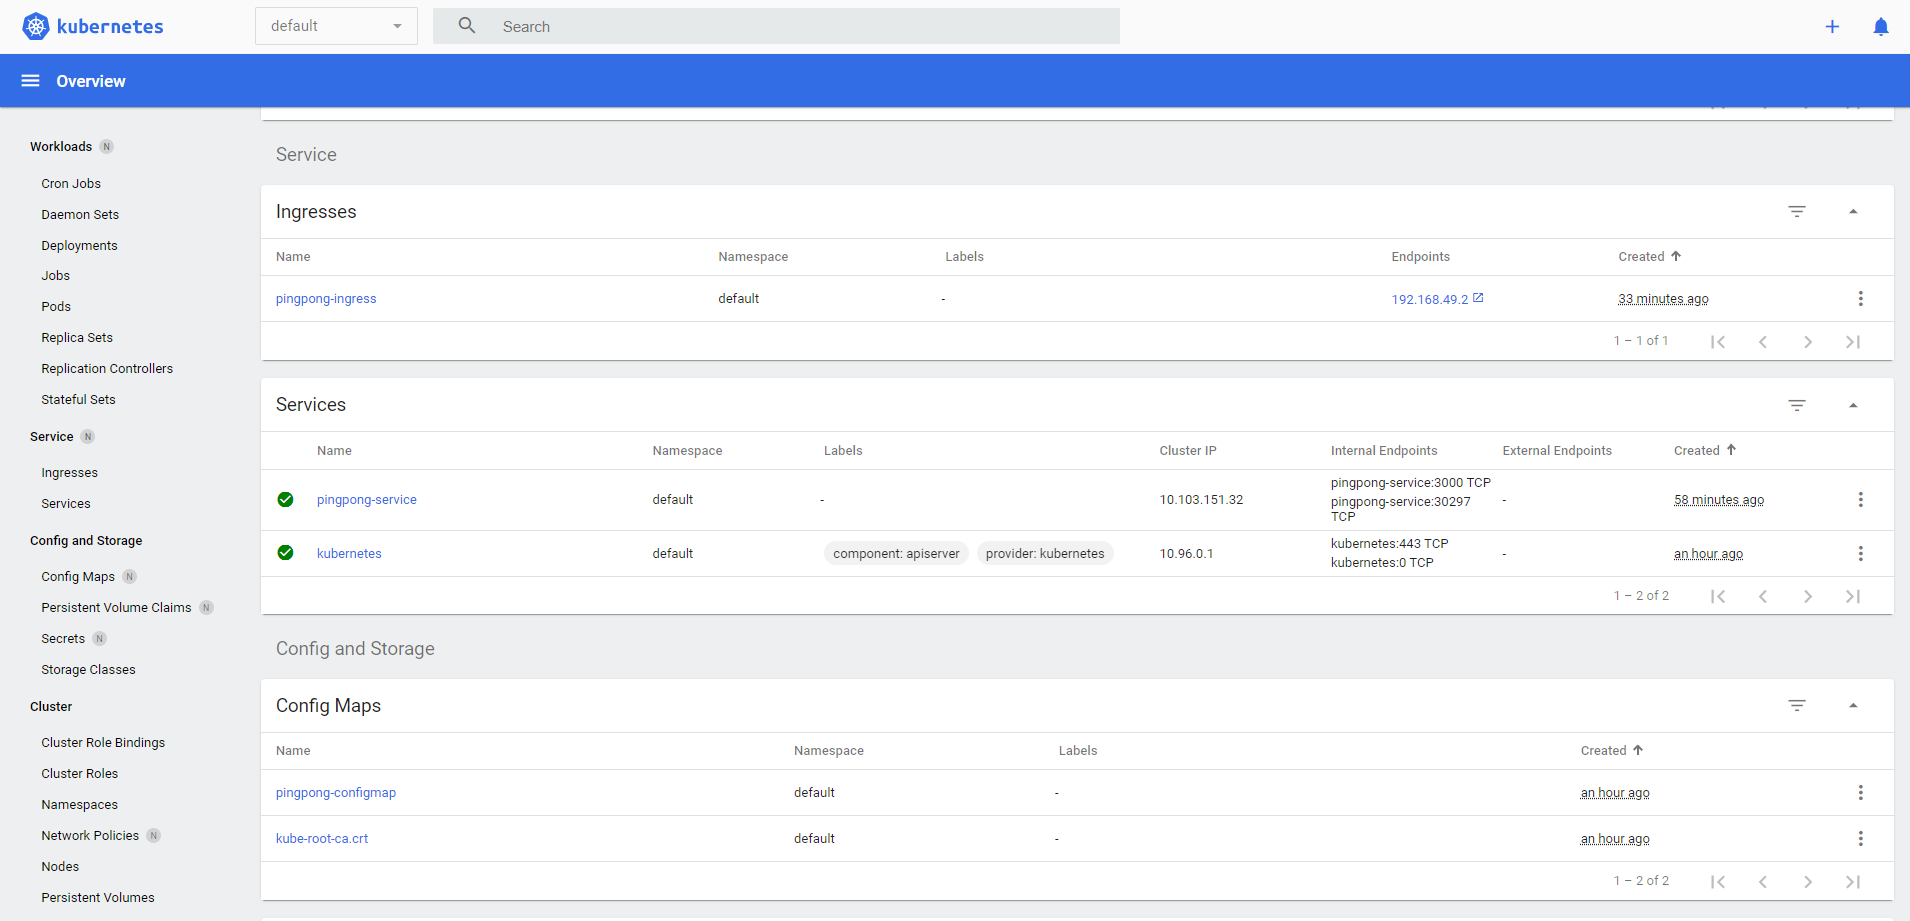 kubernetes
default
Search
Overview
Workloads N
Cron Jobs
Daemon Sets
Deployments
Jobs
Pods
Replica Sets
Replication Controllers
Stateful Sets
Service N
Ingresses
Services
Config and Storage
Config Maps N
Persistent Volume Claims N
Secrets N
Storage Classes
Cluster
Cluster Role Bindings
Cluster Roles
Namespaces
Network Policies N
Nodes
Persistent Volumes
Service
Ingresses
Name Namespace Labels Endpoints Created
pingpong-ingress default - 192.168.49.2 33 minutes ago
1 – 1 of 1
Services
Name Namespace Labels Cluster IP Internal Endpoints External Endpoints Created
pingpong-service default - 10.103.151.32 pingpong-service:3000 TCP
pingpong-service:30297
TCP
- 58 minutes ago
kubernetes default component: apiserver provider: kubernetes 10.96.0.1 kubernetes:443 TCP
kubernetes:0 TCP
- an hour ago
1 – 2 of 2
Config and Storage
Config Maps
Name Namespace Labels Created
pingpong-configmap default - an hour ago
kube-root-ca.crt default - an hour ago
1 – 2 of 2